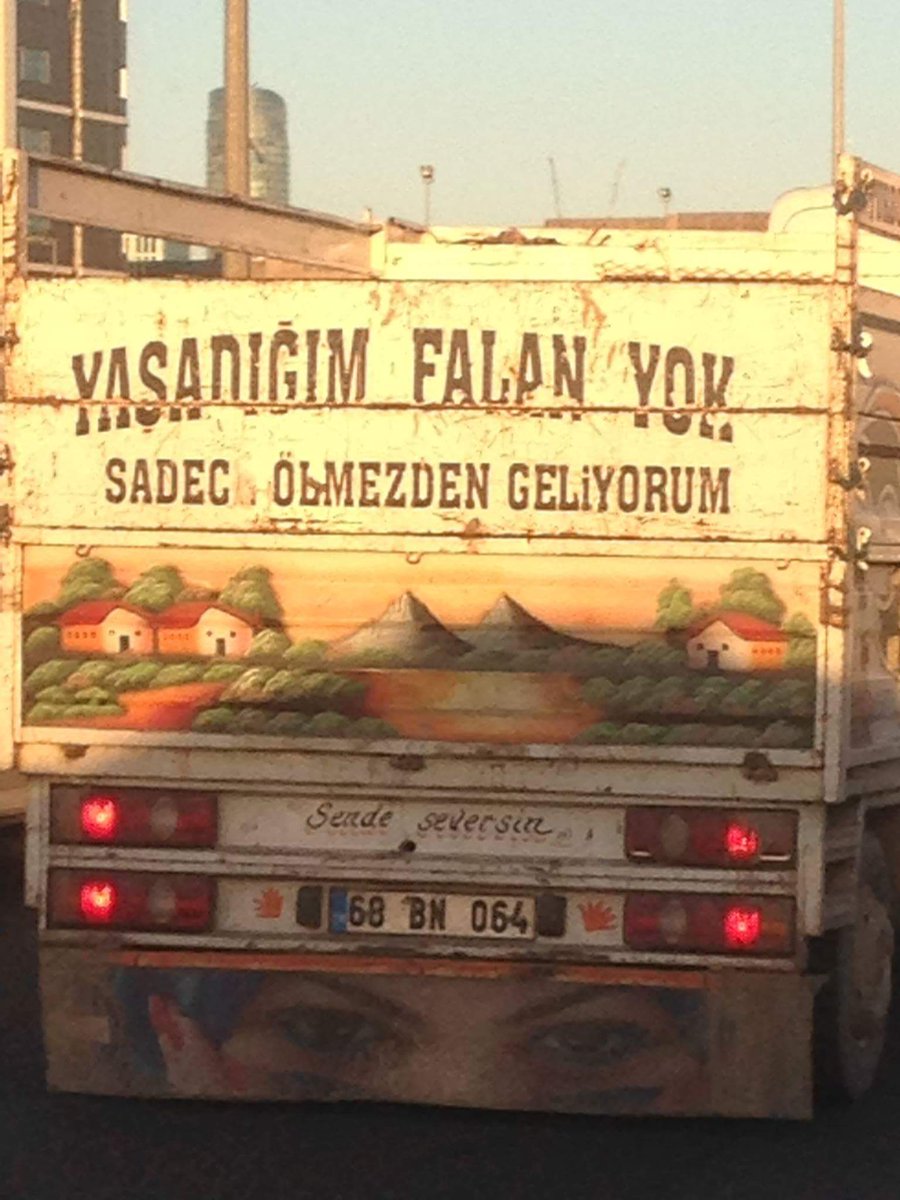 YAŞADIĞIM FALAN YOK
SADEC ÖLMEZDEN GELİYORUM
Sende seversin
68 BN 064